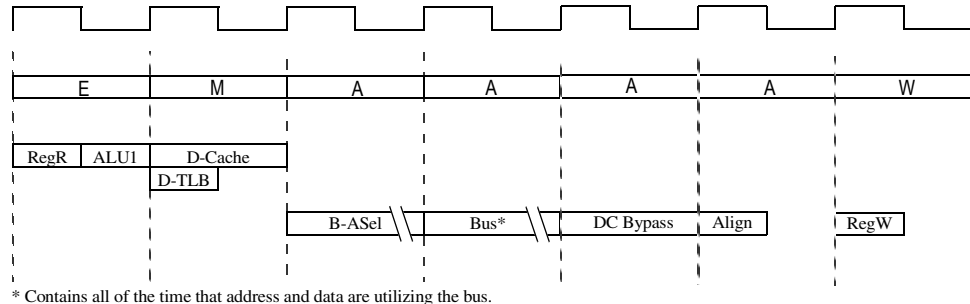 E M A A A A W
RegR ALU1 D-Cache
D-TLB
B-ASel Bus* DC Bypass Align RegW
* Contains all of the time that address and data are utilizing the bus.